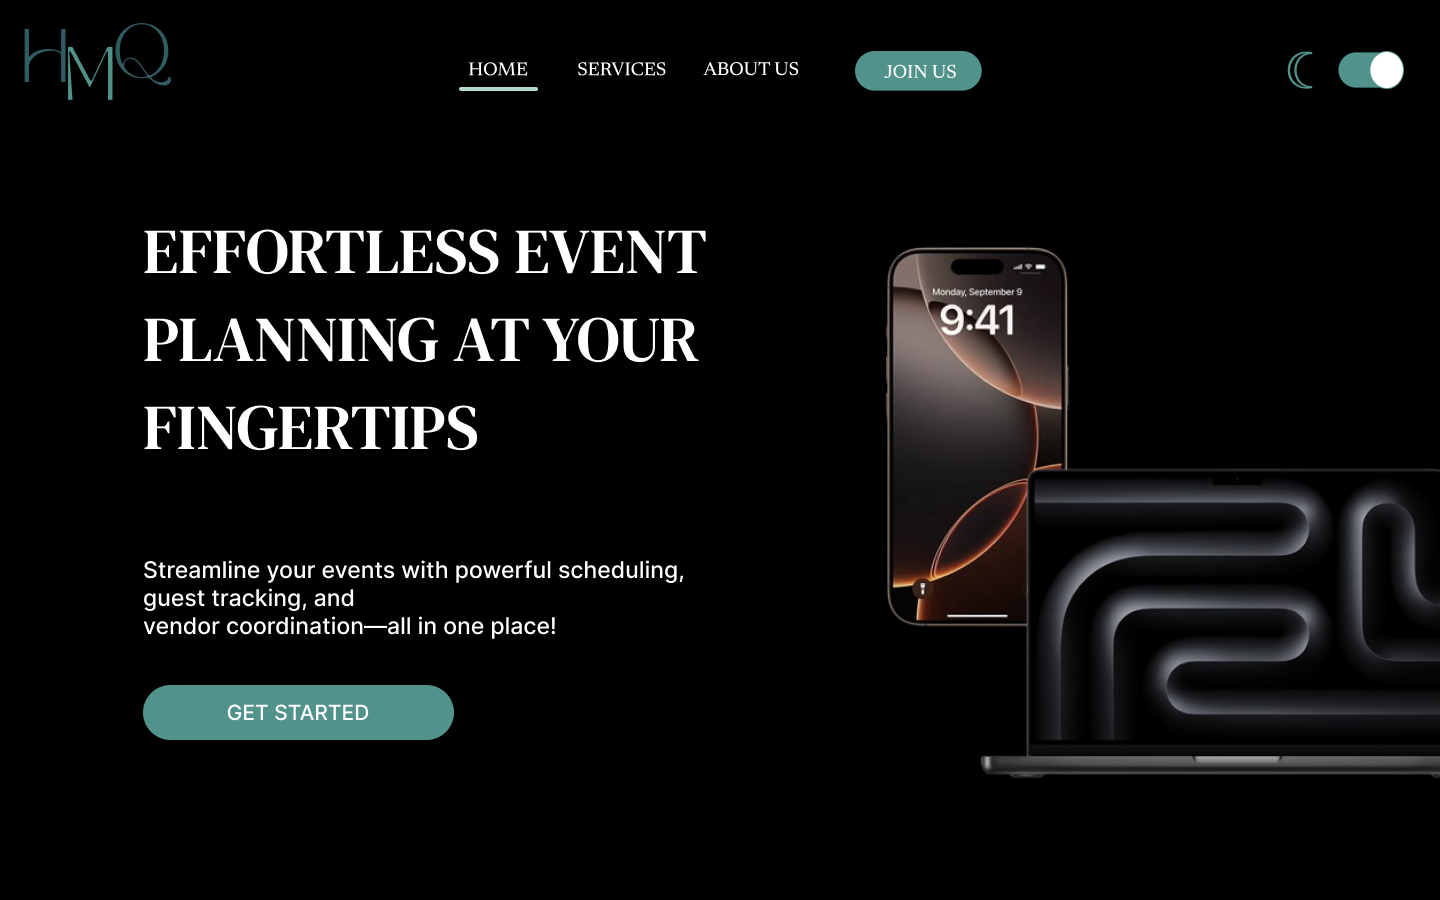 HMQ
HOME SERVICES ABOUT US JOIN US
EFFORTLESS EVENT
PLANNING AT YOUR
FINGERTIPS
Monday, September 9
9:41
Streamline your events with powerful scheduling,
guest tracking, and
vendor coordination—all in one place!
GET STARTED